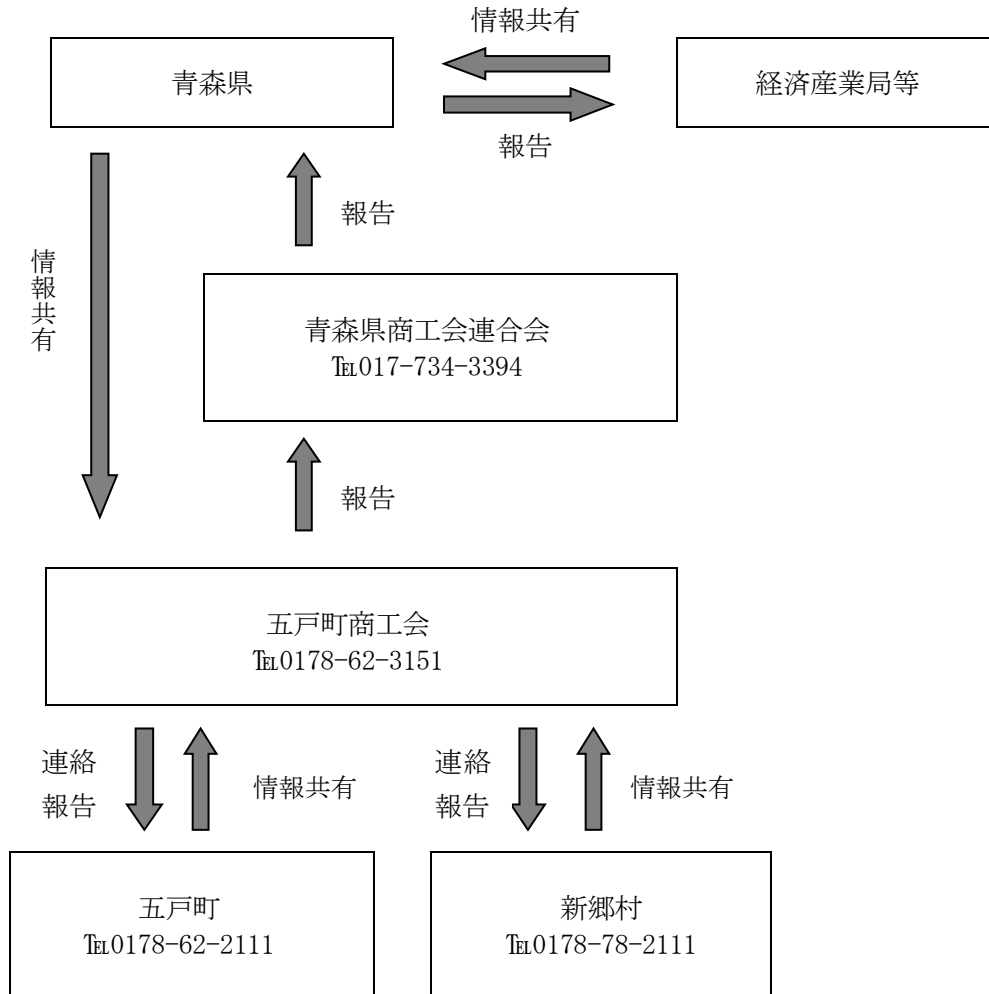 情報共有
青森県
経済産業局等
報告
報告
情報共有
青森県商工会連合会
℡017-734-3394
報告
五戸町商工会
℡0178-62-3151
連絡
報告
情報共有
連絡
報告
情報共有
五戸町
℡0178-62-2111
新郷村
℡0178-78-2111